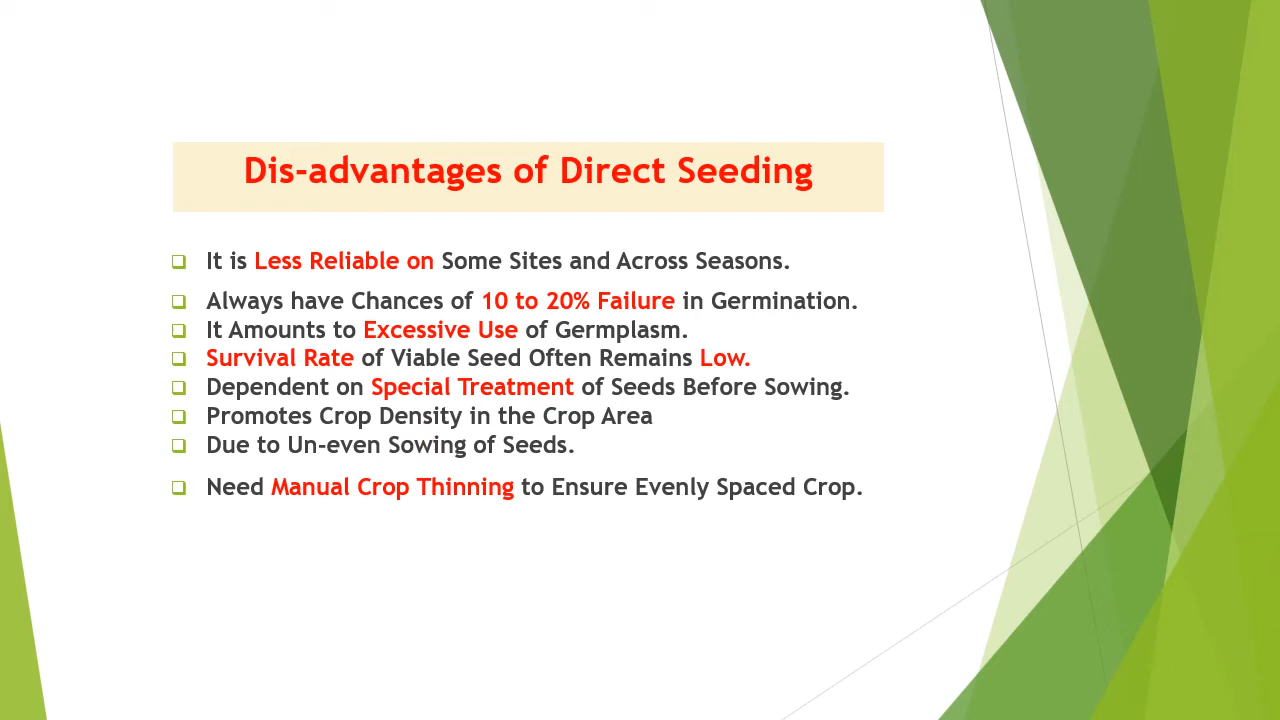 Dis-advantages of Direct Seeding
It is Less Reliable on Some Sites and Across Seasons.
Always have Chances of 10 to 20% Failure in Germination.
It Amounts to Excessive Use of Germplasm.
Survival Rate of Viable Seed Often Remains Low.
Dependent on Special Treatment of Seeds Before Sowing.
Promotes Crop Density in the Crop Area
Due to Un-even Sowing of Seeds.
Need Manual Crop Thinning to Ensure Evenly Spaced Crop.